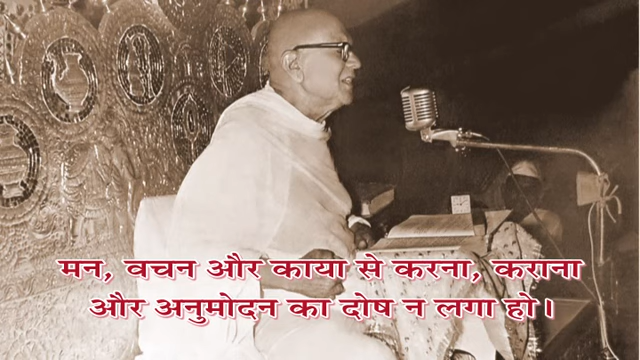 मन, वचन और काया से करना, कराना
और अनुमोदन का दोष न लगा हो।